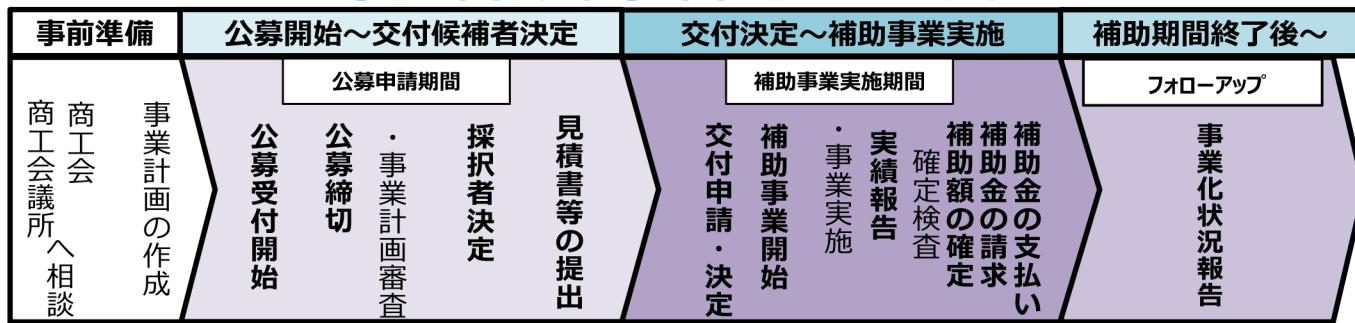 事前準備
公募開始～交付候補者決定
交付決定～補助事業実施
補助期間終了後～
公募申請期間
補助事業実施期間
フォローアップ
商工会議所
商工会
へ相談
事業計画の作成
公募受付開始
公募締切
・事業計画審査
採択者決定
見積書等の提出
交付申請・決定
補助事業開始
・事業実施
実績報告
確定検査
補助額の確定
補助金の請求
補助金の支払い
事業化状況報告